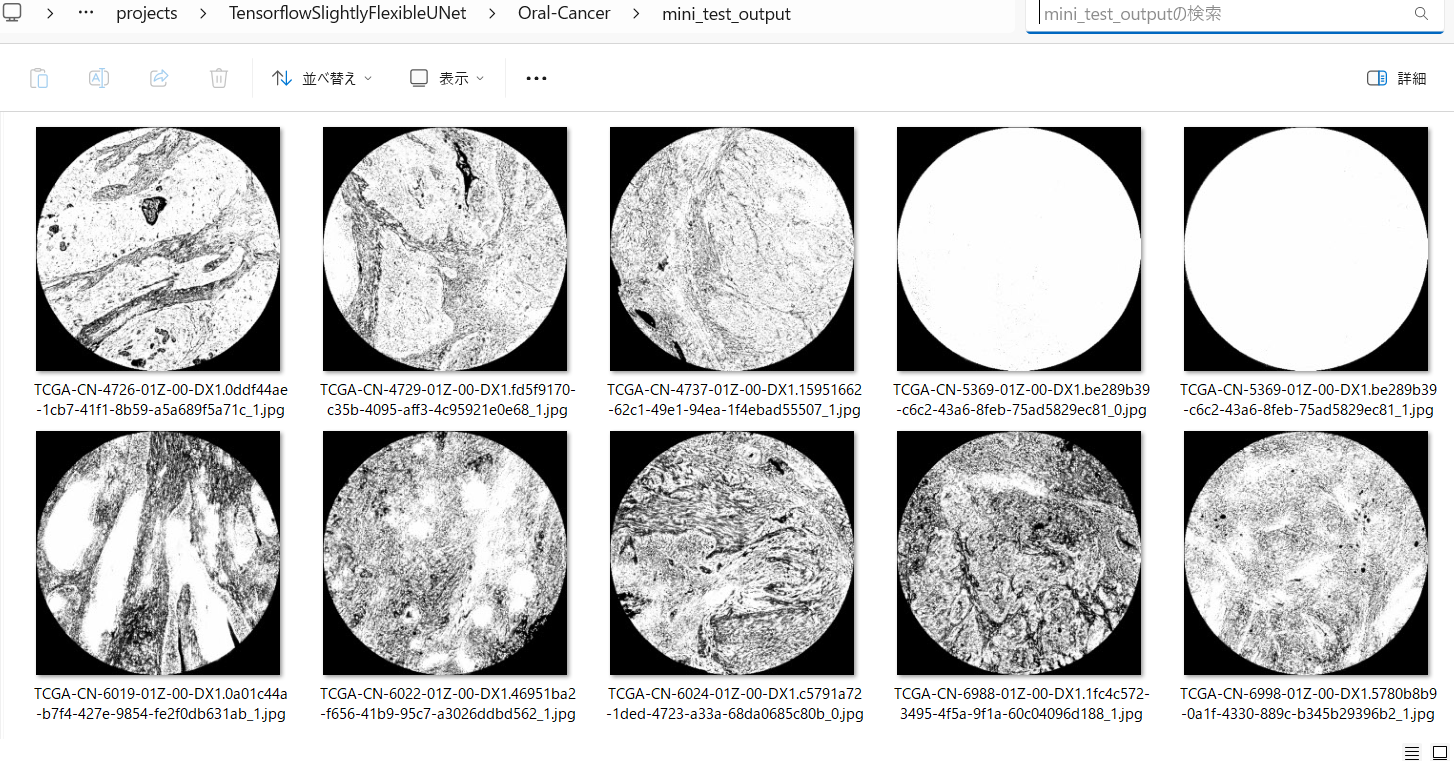 … projects > TensorflowSlightlyFlexibleUNet > Oral-Cancer > mini_test_output
mini_test_outputの検索
並べ替え
表示
詳細
TCGA-CN-4726-01Z-00-DX1.0ddf44ae
-1cb7-41f1-8b59-a5a689f5a71c_1.jpg
TCGA-CN-4729-01Z-00-DX1.fd5f9170-
c35b-4095-aff3-4c95921e0e68_1.jpg
TCGA-CN-4737-01Z-00-DX1.15951662
-62c1-49e1-94ea-1f4ebad55507_1.jpg
TCGA-CN-5369-01Z-00-DX1.be289b39
-c6c2-43a6-8feb-75ad5829ec81_0.jpg
TCGA-CN-5369-01Z-00-DX1.be289b39
-c6c2-43a6-8feb-75ad5829ec81_1.jpg
TCGA-CN-6019-01Z-00-DX1.0a01c44a
-b7f4-427e-9854-fe2f0db631ab_1.jpg
TCGA-CN-6022-01Z-00-DX1.46951ba2
-f656-41b9-95c7-a3026ddbd562_1.jpg
TCGA-CN-6024-01Z-00-DX1.c5791a72
-1ded-4723-a33a-68da0685c80b_0.jpg
TCGA-CN-6988-01Z-00-DX1.1fc4c572-
3495-4f5a-9f1a-60c04096d188_1.jpg
TCGA-CN-6998-01Z-00-DX1.5780b8b9
-0a1f-4330-889c-b345b29396b2_1.jpg